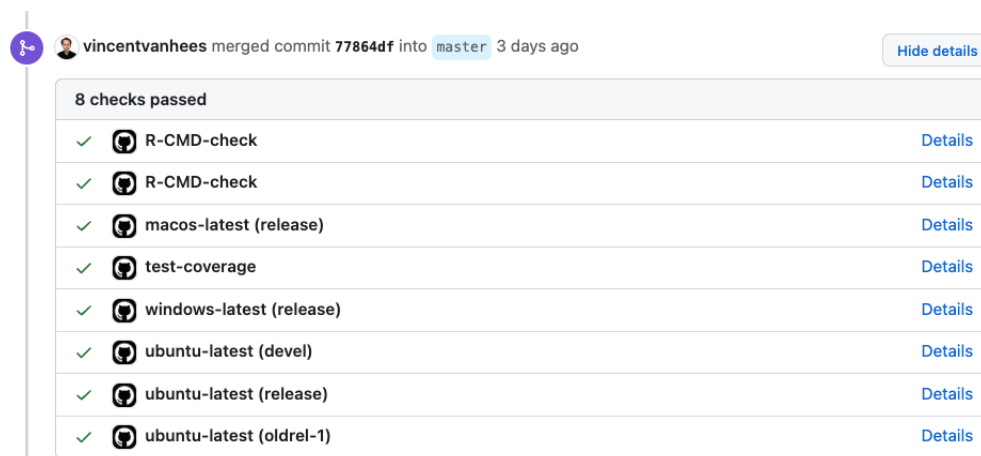 vincentvanhees merged commit 77864df into master 3 days ago
Hide details
8 checks passed
R-CMD-check Details
R-CMD-check Details
macos-latest (release) Details
test-coverage Details
windows-latest (release) Details
ubuntu-latest (devel) Details
ubuntu-latest (release) Details
ubuntu-latest (oldrel-1) Details